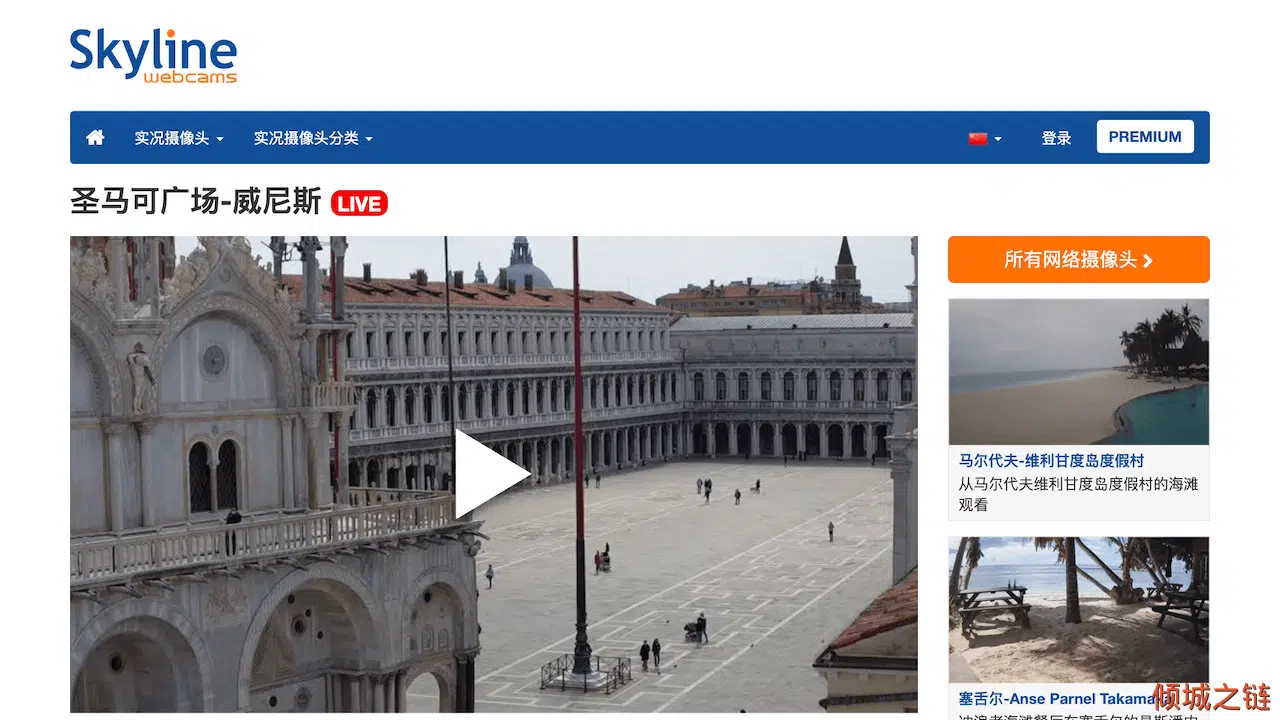 Skyline
webcams
实况摄像头
实况摄像头分类
登录
PREMIUM
圣马可广场-威尼斯 LIVE
所有网络摄像头
马尔代夫-维利甘度岛度假村
从马尔代夫维利甘度岛度假村的海滩
观看
塞舌尔-Anse Parnel Takama
倾城之链